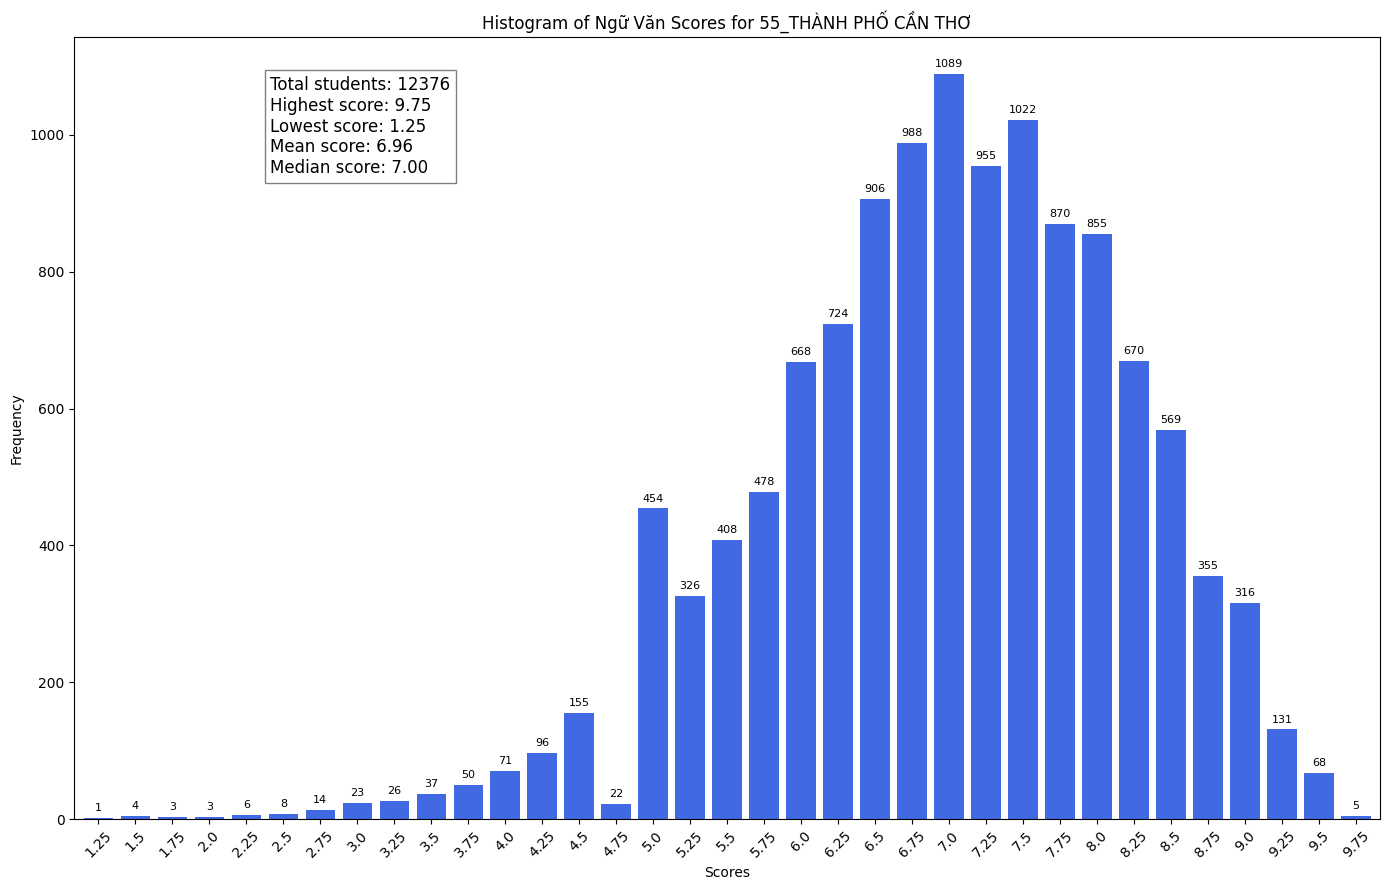 Histogram of Ngữ Văn Scores for 55_THÀNH PHỐ CẦN THƠ
Total students: 12376
Highest score: 9.75
Lowest score: 1.25
Mean score: 6.96
Median score: 7.00
Frequency
1000
800
600
400
200
0
1 4 3 3 6 8 14 23 26 37 50 71 96 155 22 454 326 408 478 668 724 906 988 1089 955 1022 870 855 670 569 355 316 131 68 5
1.25 1.5 1.75 2.0 2.25 2.5 2.75 3.0 3.25 3.5 3.75 4.0 4.25 4.5 4.75 5.0 5.25 5.5 5.75 6.0 6.25 6.5 6.75 7.0 7.25 7.5 7.75 8.0 8.25 8.5 8.75 9.0 9.25 9.5 9.75
Scores